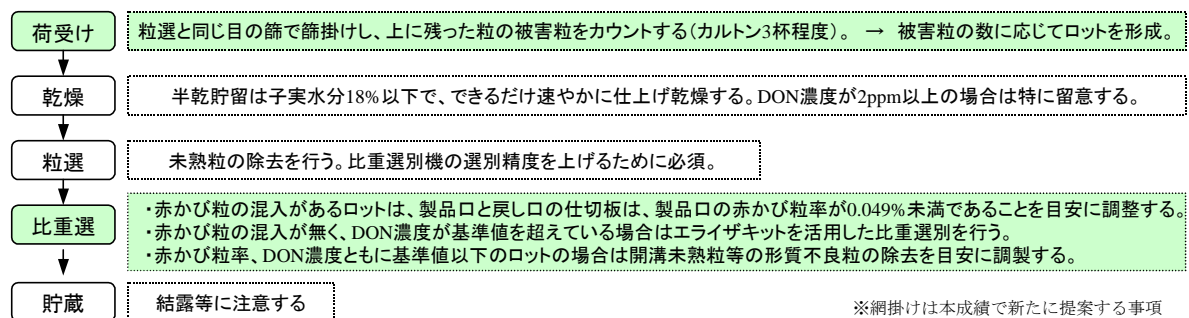 荷受け
粒選と同じ目の篩で篩掛けし、上に残った粒の被害粒をカウントする(カルトン3杯程度)。 → 被害粒の数に応じてロットを形成。
乾燥
半乾貯留は子実水分18%以下で、できるだけ速やかに仕上げ乾燥する。DON濃度が2ppm以上の場合は特に留意する。
粒選
未熟粒の除去を行う。比重選別機の選別精度を上げるために必須。
比重選
・赤かび粒の混入があるロットは、製品口と戻し口の仕切板は、製品口の赤かび粒率が0.049%未満であることを目安に調整する。
・赤かび粒の混入が無く、DON濃度が基準値を超えている場合はエライザキットを活用した比重選別を行う。
・赤かび粒率、DON濃度ともに基準値以下のロットの場合は開溝未熟粒等の形質不良粒の除去を目安に調製する。
貯蔵
結露等に注意する
※網掛けは本成績で新たに提案する事項